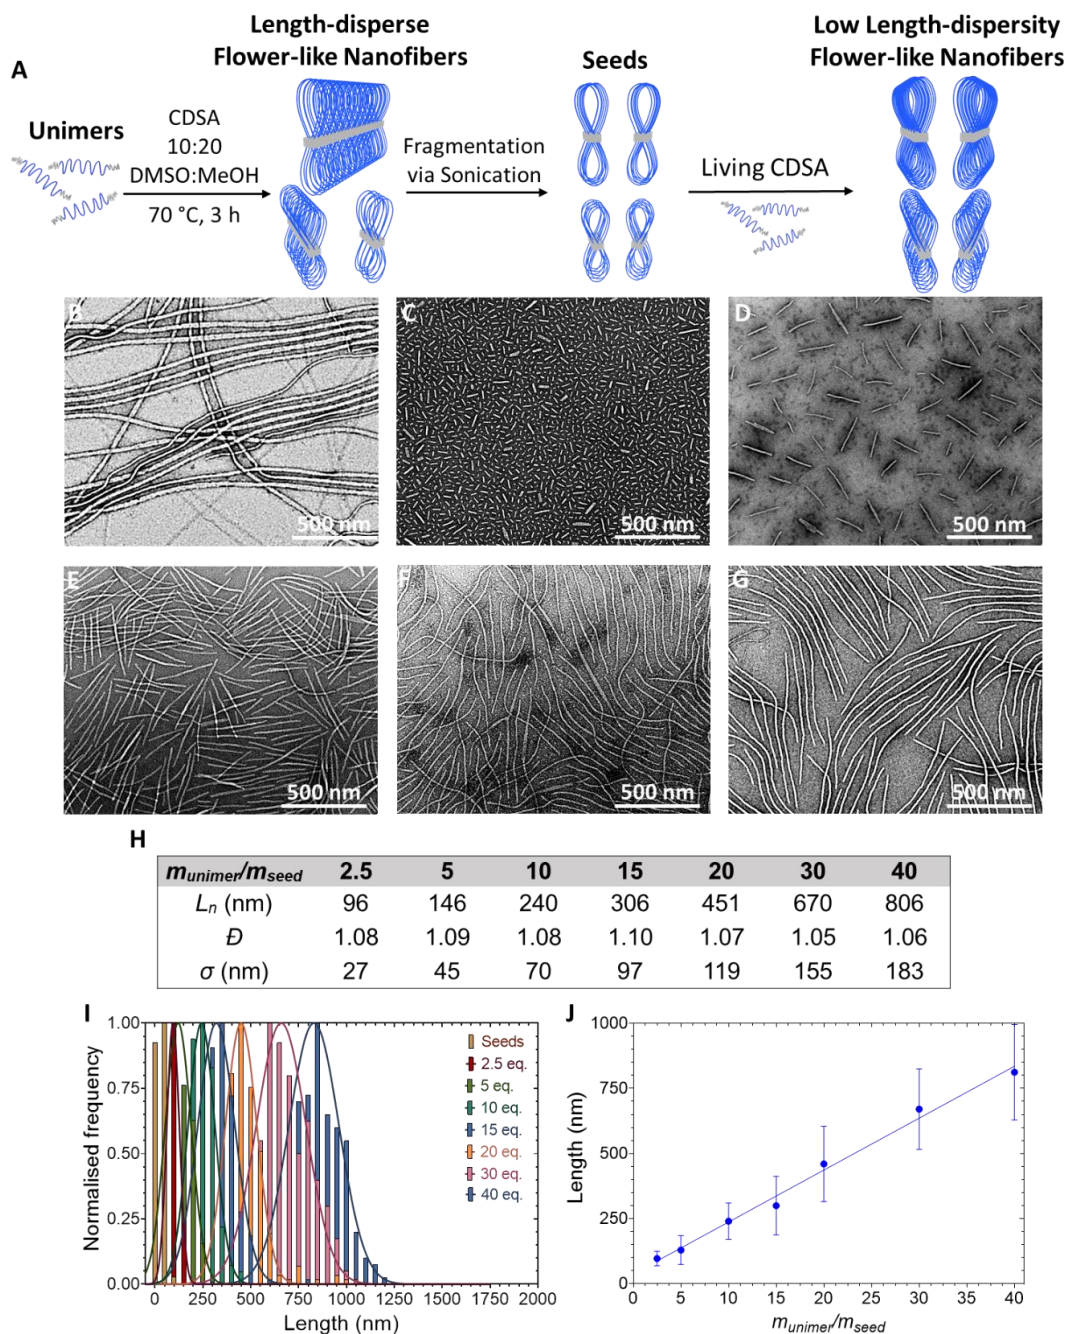 A
Length-disperse
Flower-like Nanofibers
Seeds
Low Length-dispersity
Flower-like Nanofibers
Unimers
CDSA
10:20
DMSO:MeOH
70 °C, 3 h
Fragmentation
via Sonication
Living CDSA
B
500 nm
C
500 nm
D
500 nm
E
500 nm
F
500 nm
G
500 nm
H
m_unimer/m_seed 2.5 5 10 15 20 30 40
L_n (nm) 96 146 240 306 451 670 806
Đ 1.08 1.09 1.08 1.10 1.07 1.05 1.06
σ (nm) 27 45 70 97 119 155 183
I
Normalised frequency
1.00
0.75
0.50
0.25
0.00
Seeds
2.5 eq.
5 eq.
10 eq.
15 eq.
20 eq.
30 eq.
40 eq.
0 250 500 750 1000 1250 1500 1750 2000
Length (nm)
J
Length (nm)
1000
750
500
250
0
0 5 10 15 20 25 30 35 40
m_unimer/m_seed